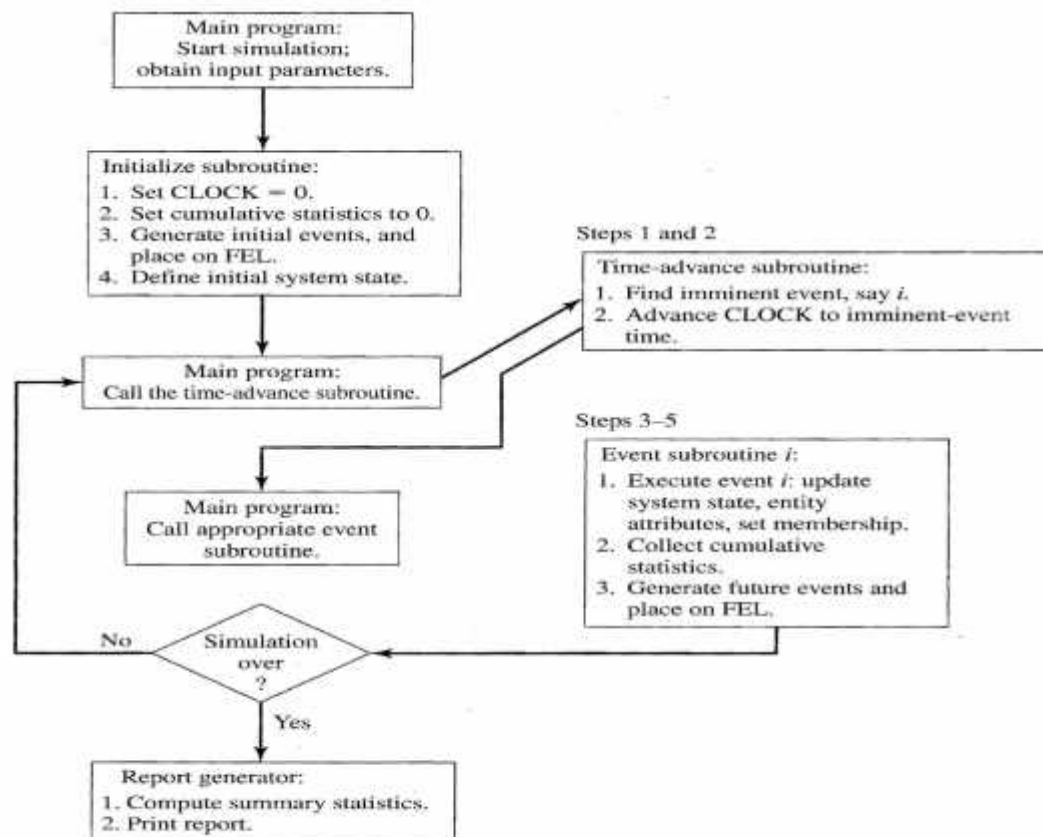 Main program:
Start simulation;
obtain input parameters.
Initialize subroutine:
1. Set CLOCK = 0.
2. Set cumulative statistics to 0.
3. Generate initial events, and
place on FEL.
4. Define initial system state.
Steps 1 and 2
Time-advance subroutine:
1. Find imminent event, say i.
2. Advance CLOCK to imminent-event
time.
Main program:
Call the time-advance subroutine.
Steps 3–5
Event subroutine i:
1. Execute event i: update
system state, entity
attributes, set membership.
2. Collect cumulative
statistics.
3. Generate future events and
place on FEL.
Main program:
Call appropriate event
subroutine.
No
Simulation
over
?
Yes
Report generator:
1. Compute summary statistics.
2. Print report.